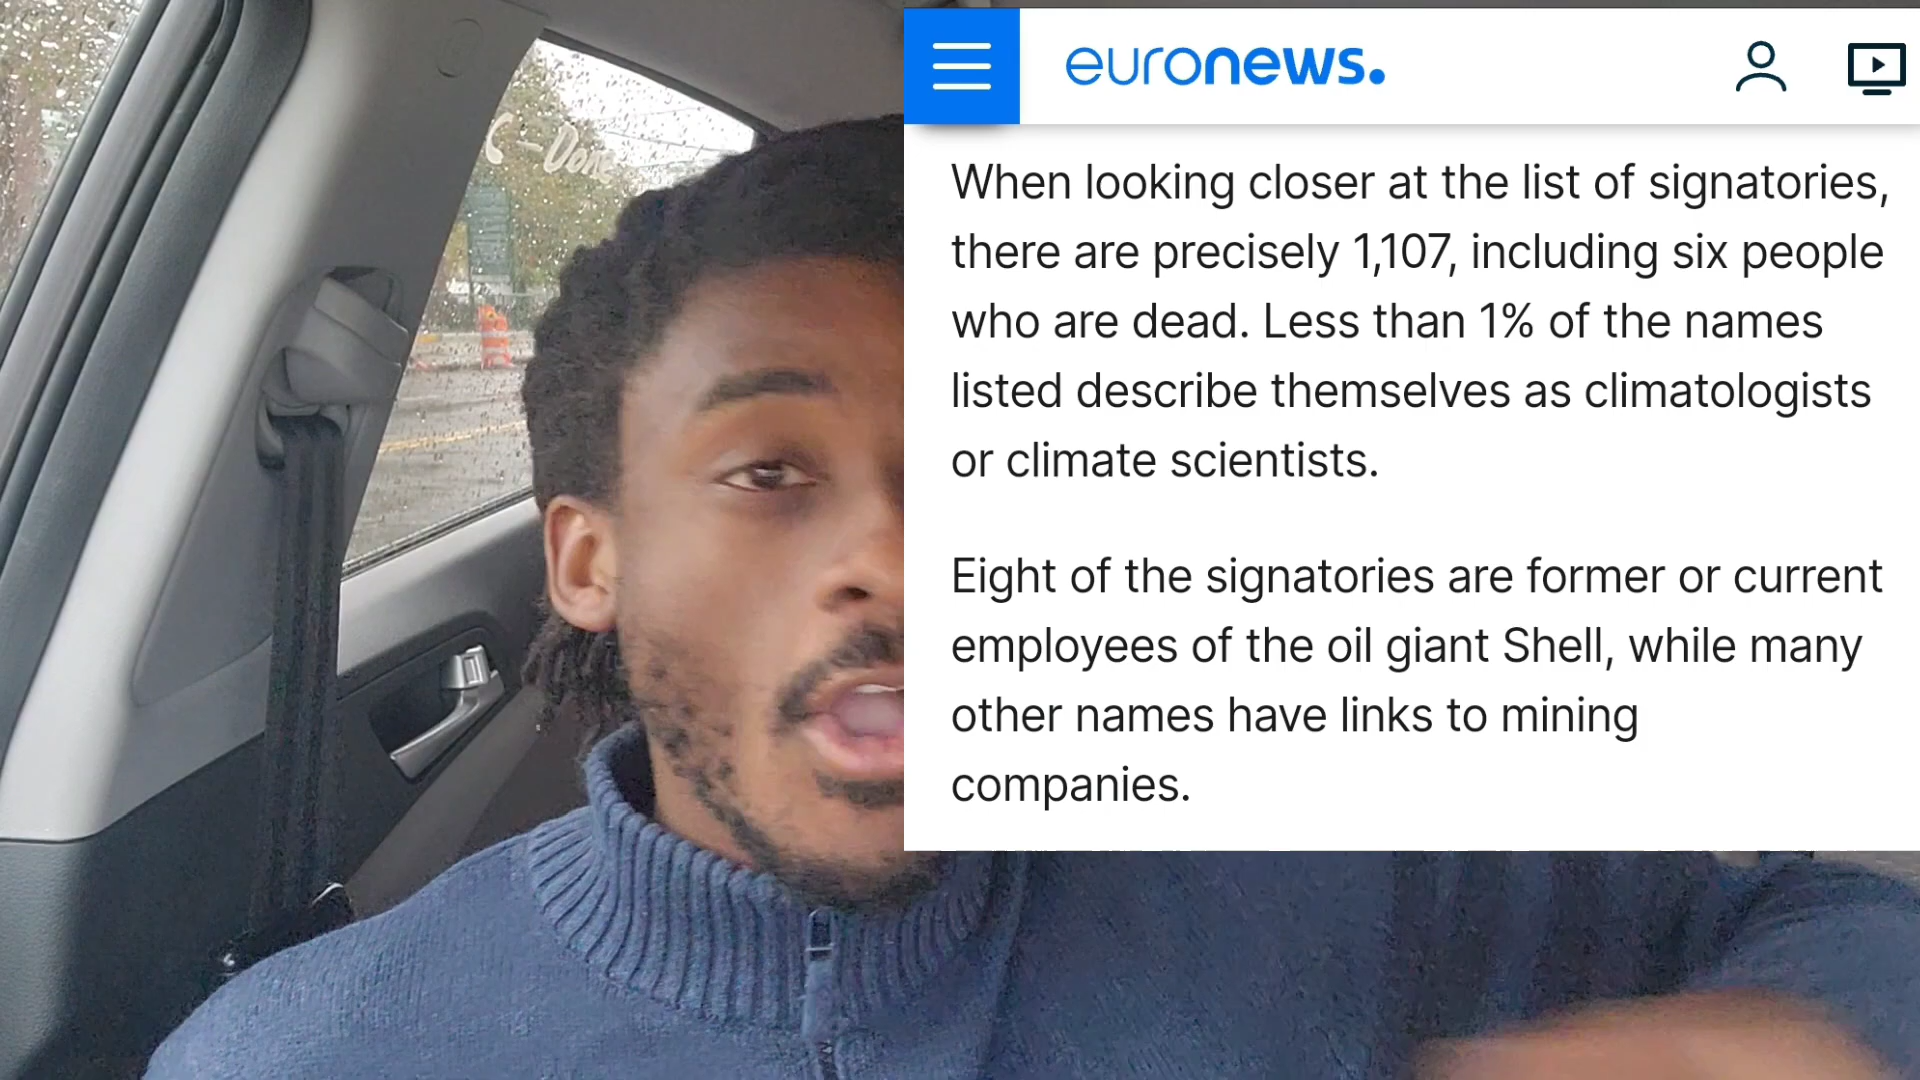 euronews.
C-Done
When looking closer at the list of signatories,
there are precisely 1,107, including six people
who are dead. Less than 1% of the names
listed describe themselves as climatologists
or climate scientists.
Eight of the signatories are former or current
employees of the oil giant Shell, while many
other names have links to mining
companies.